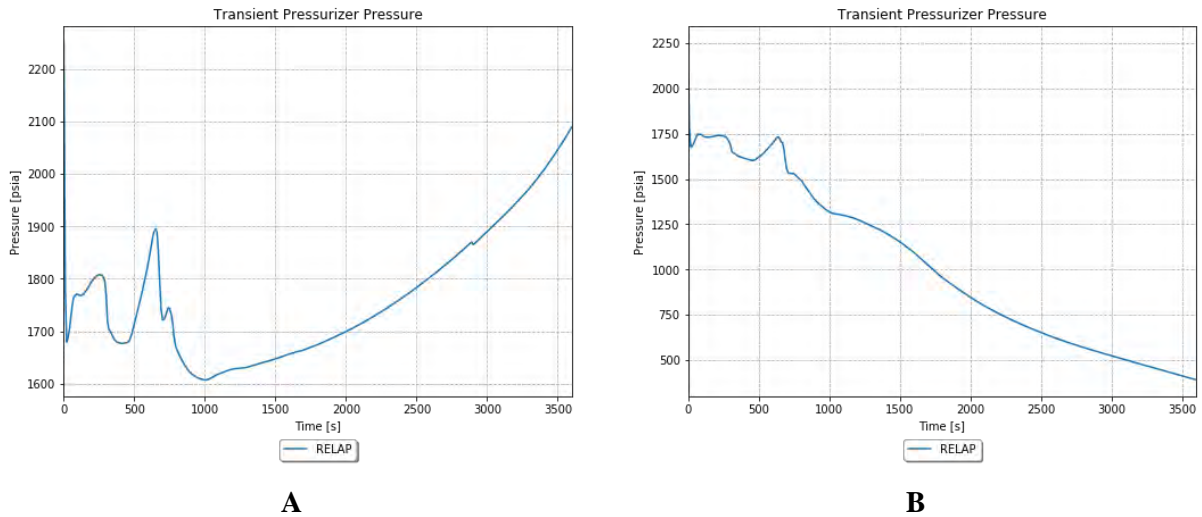 Transient Pressurizer Pressure
2200
2100
2000
1900
1800
1700
1600
Pressure [psia]
0 500 1000 1500 2000 2500 3000 3500
Time [s]
RELAP
A
Transient Pressurizer Pressure
2250
2000
1750
1500
1250
1000
750
500
Pressure [psia]
0 500 1000 1500 2000 2500 3000 3500
Time [s]
RELAP
B